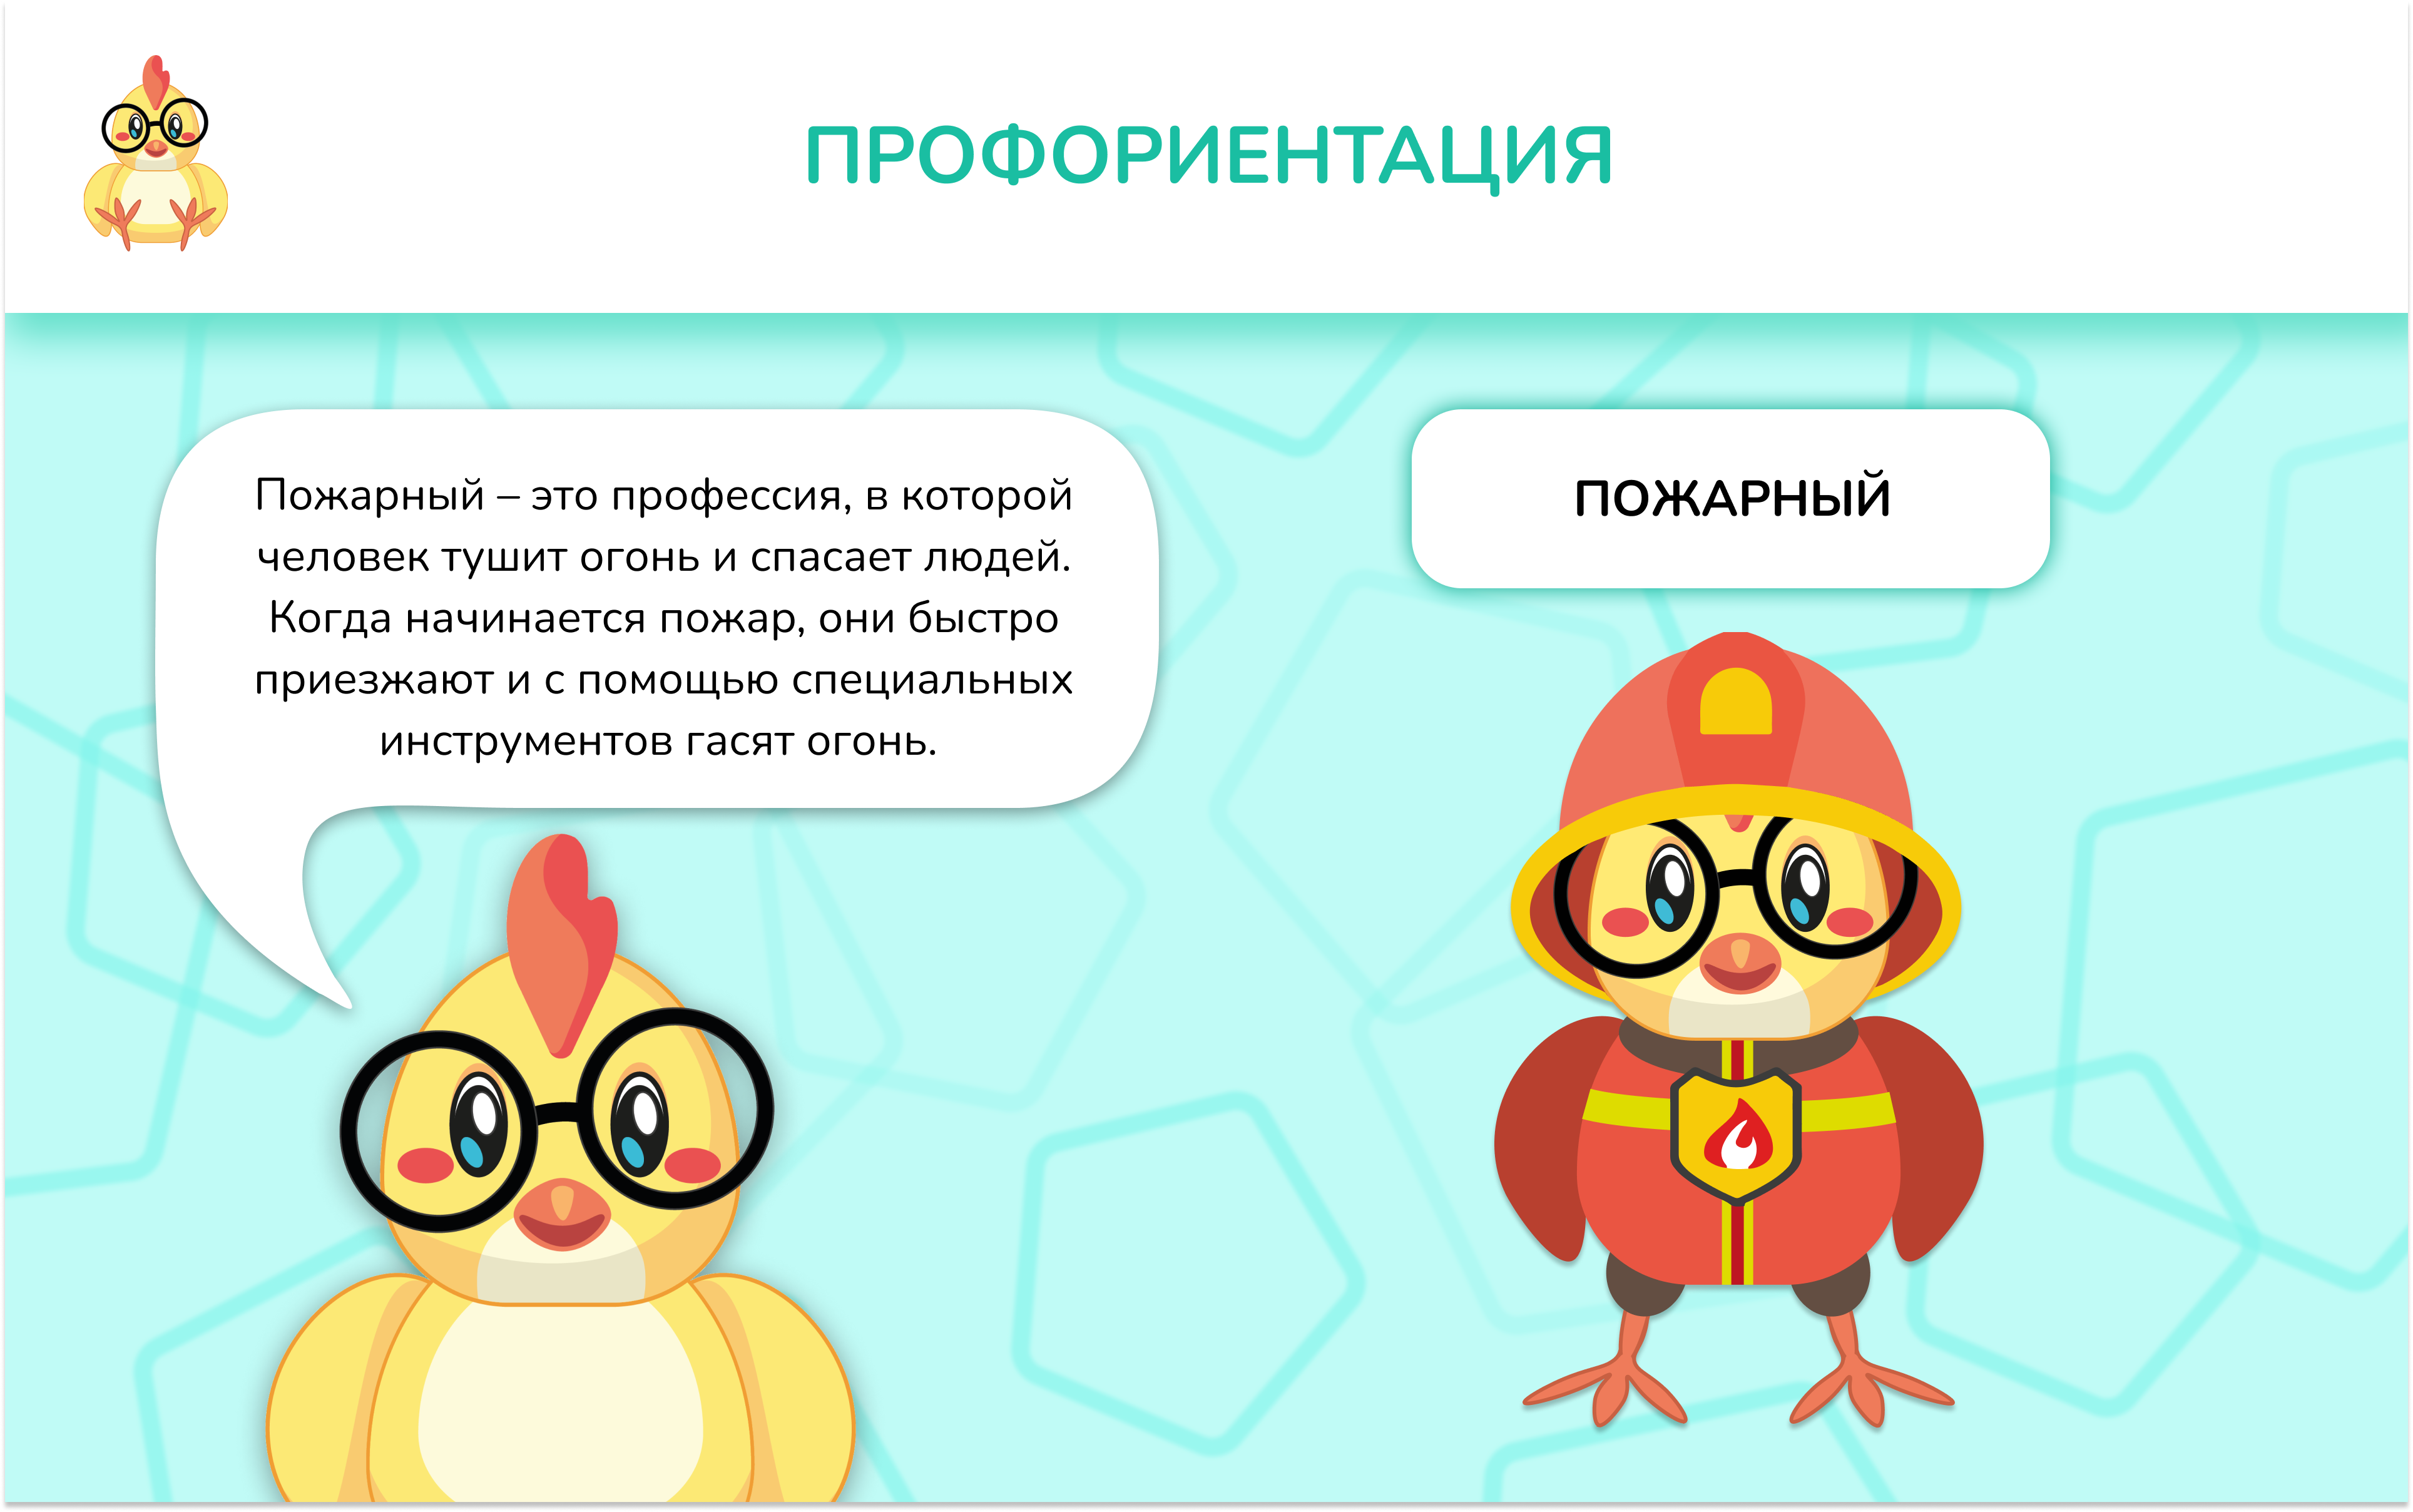 ПРОФОРИЕНТАЦИЯ
Пожарный – это профессия, в которой
человек тушит огонь и спасает людей.
Когда начинается пожар, они быстро
приезжают и с помощью специальных
инструментов гасят огонь.
ПОЖАРНЫЙ